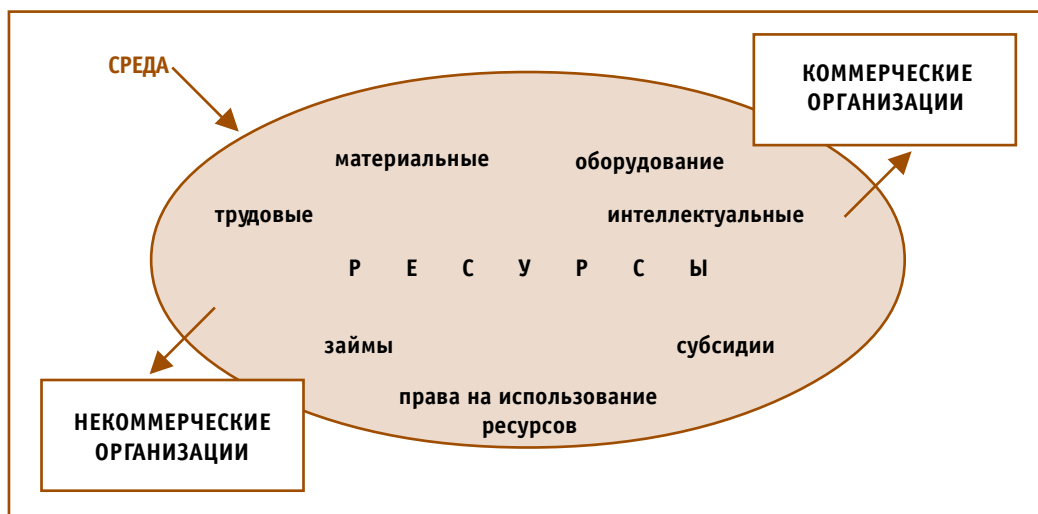 СРЕДА
КОММЕРЧЕСКИЕ
ОРГАНИЗАЦИИ
материальные
оборудование
трудовые
интеллектуальные
Р Е С У Р С Ы
займы
субсидии
права на использование
ресурсов
НЕКОММЕРЧЕСКИЕ
ОРГАНИЗАЦИИ